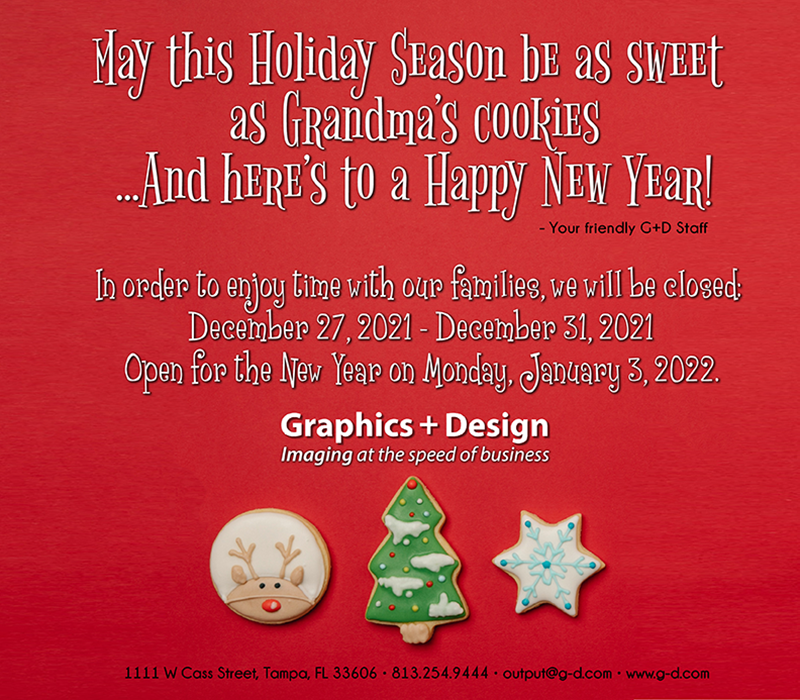 May this Holiday Season be as sweet
as Grandma's cookies
...And here's to a Happy New Year!
- Your friendly G+D Staff
In order to enjoy time with our families, we will be closed:
December 27, 2021 - December 31, 2021
Open for the New Year on Monday, January 3, 2022.
Graphics + Design
Imaging at the speed of business
1111 W Cass Street, Tampa, FL 33606 • 813.254.9444 • output@g-d.com • www.g-d.com